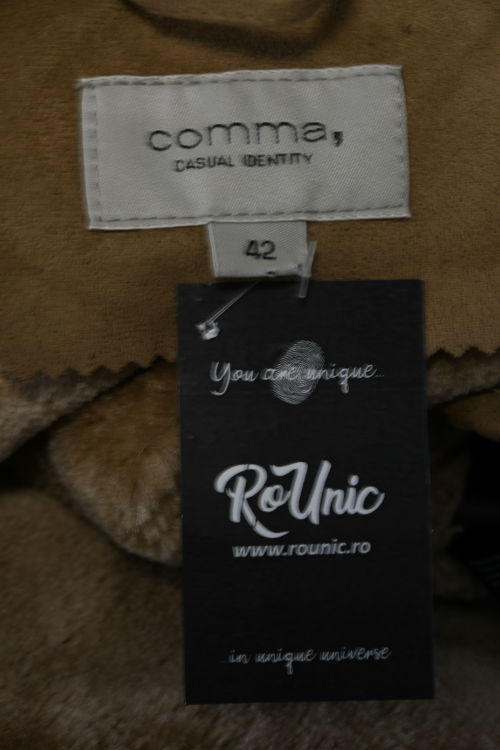 comma,
CASUAL IDENTITY
42
You are unique...
RoUnic
www.rounic.ro
...in unique universe